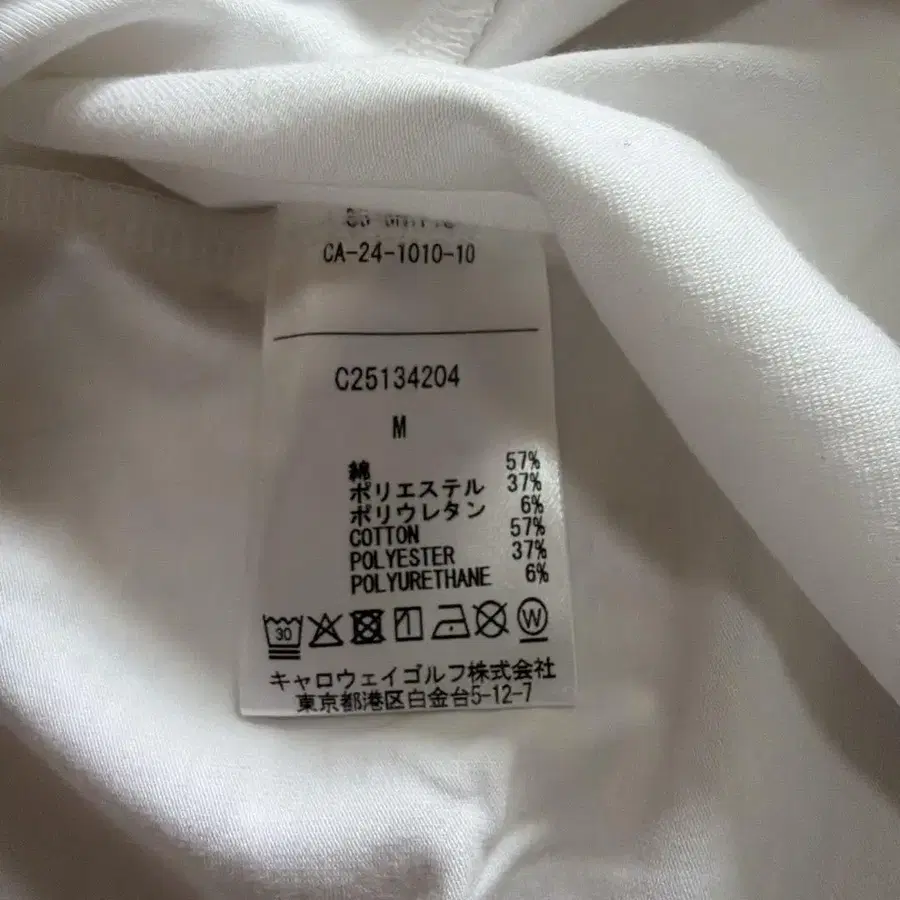 CA-24-1010-10
C25134204
M
綿 57%
ポリエステル 37%
ポリウレタン 6%
COTTON 57%
POLYESTER 37%
POLYURETHANE 6%
30 W
キャロウェイゴルフ株式会社
東京都港区白金台5-12-7